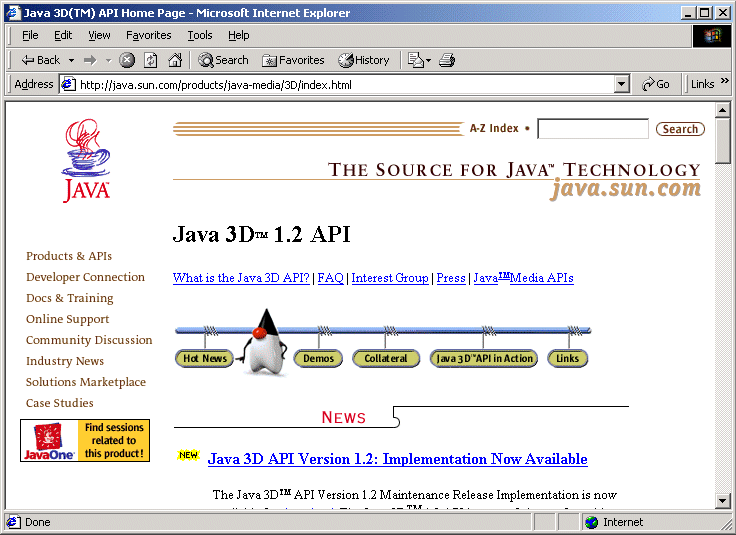 Java 3D(TM) API Home Page - Microsoft Internet Explorer
File Edit View Favorites Tools Help
Back Search Favorites History
Address http://java.sun.com/products/java-media/3D/index.html Go Links »
A-Z Index • Search
THE SOURCE FOR JAVA™ TECHNOLOGY
java.sun.com
JAVA™
Java 3D™ 1.2 API
What is the Java 3D API? | FAQ | Interest Group | Press | Java™Media APIs
Products & APIs
Developer Connection
Docs & Training
Online Support
Community Discussion
Industry News
Solutions Marketplace
Case Studies
Hot News Demos Collateral Java 3D™API in Action Links
JavaOne
Find sessions
related to
this product!
NEWS
NEW Java 3D API Version 1.2: Implementation Now Available
The Java 3D™ API Version 1.2 Maintenance Release Implementation is now
Done Internet